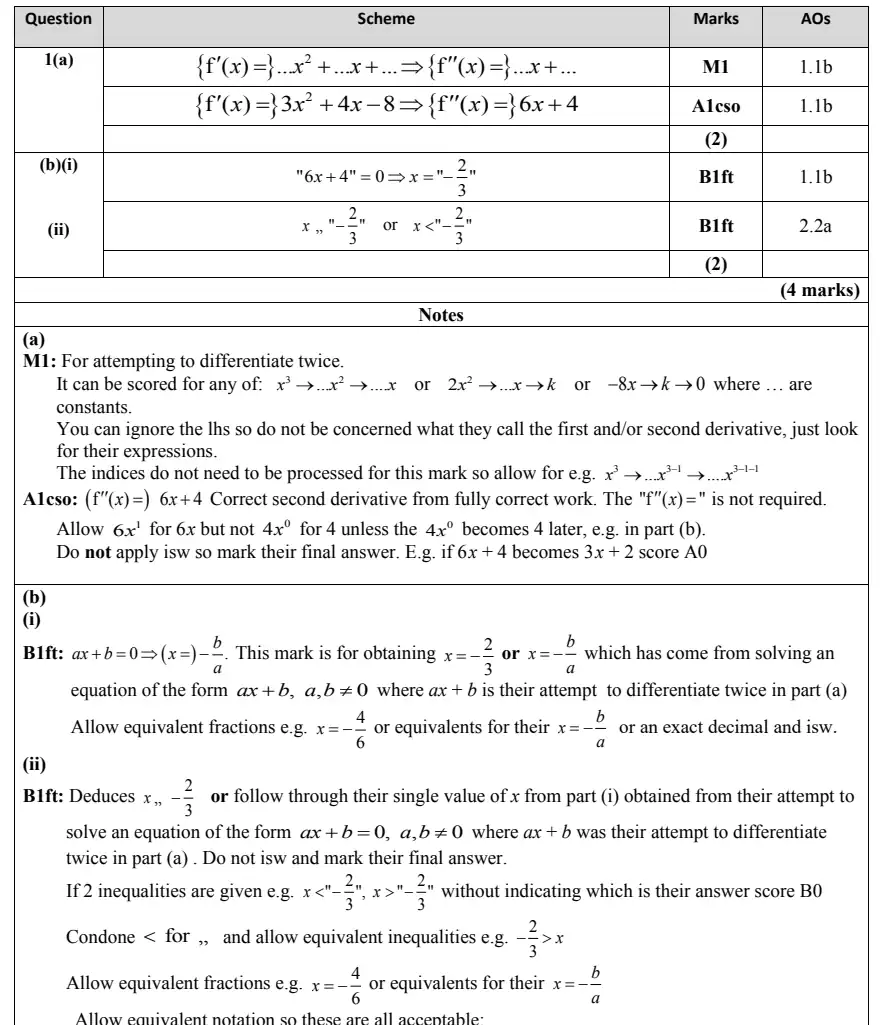 Question Scheme Marks AOs
1(a) {f′(x) =}...x² + ...x + ... ⇒ {f″(x) =}...x + ... M1 1.1b
{f′(x) =}3x² + 4x − 8 ⇒ {f″(x) =}6x + 4 A1cso 1.1b
(2)
(b)(i) "6x + 4" = 0 ⇒ x = "−2/3" B1ft 1.1b
(ii) x ,, "−2/3" or x < "−2/3" B1ft 2.2a
(2)
(4 marks)
Notes
(a)
M1: For attempting to differentiate twice.
It can be scored for any of: x³ → ...x² → ....x or 2x² → ...x → k or −8x → k → 0 where … are
constants.
You can ignore the lhs so do not be concerned what they call the first and/or second derivative, just look
for their expressions.
The indices do not need to be processed for this mark so allow for e.g. x³ → ...x³⁻¹ → ....x³⁻¹⁻¹
A1cso: (f″(x) =) 6x + 4 Correct second derivative from fully correct work. The "f″(x) = " is not required.
Allow 6x¹ for 6x but not 4x⁰ for 4 unless the 4x⁰ becomes 4 later, e.g. in part (b).
Do not apply isw so mark their final answer. E.g. if 6x + 4 becomes 3x + 2 score A0
(b)
(i)
B1ft: ax + b = 0 ⇒ (x =) −b/a. This mark is for obtaining x = −2/3 or x = −b/a which has come from solving an
equation of the form ax + b, a, b ≠ 0 where ax + b is their attempt to differentiate twice in part (a)
Allow equivalent fractions e.g. x = −4/6 or equivalents for their x = −b/a or an exact decimal and isw.
(ii)
B1ft: Deduces x ,, −2/3 or follow through their single value of x from part (i) obtained from their attempt to
solve an equation of the form ax + b = 0, a, b ≠ 0 where ax + b was their attempt to differentiate
twice in part (a) . Do not isw and mark their final answer.
If 2 inequalities are given e.g. x < "−2/3", x > "−2/3" without indicating which is their answer score B0
Condone < for ,, and allow equivalent inequalities e.g. −2/3 > x
Allow equivalent fractions e.g. x = −4/6 or equivalents for their x = −b/a
Allow equivalent notation so these are all acceptable: